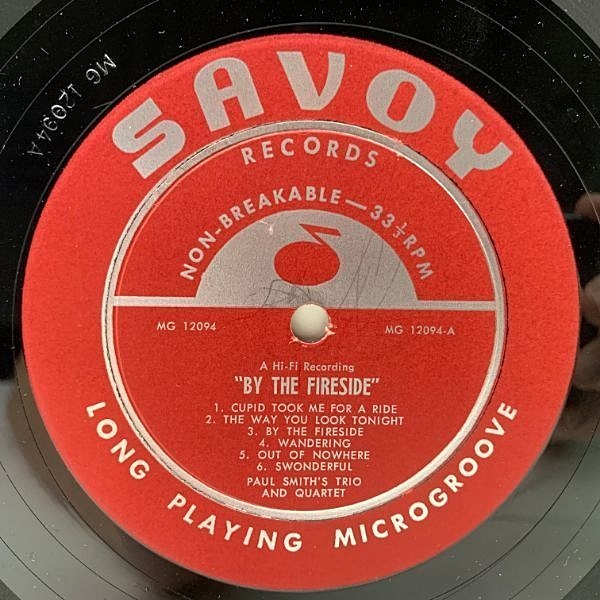 MG 12094A
SAVOY
RECORDS
NON-BREAKABLE—33⅓RPM
MG 12094
MG 12094-A
A Hi-Fi Recording
"BY THE FIRESIDE"
1. CUPID TOOK ME FOR A RIDE
2. THE WAY YOU LOOK TONIGHT
3. BY THE FIRESIDE
4. WANDERING
5. OUT OF NOWHERE
6. SWONDERFUL
PAUL SMITH'S TRIO
AND QUARTET
LONG PLAYING MICROGROOVE